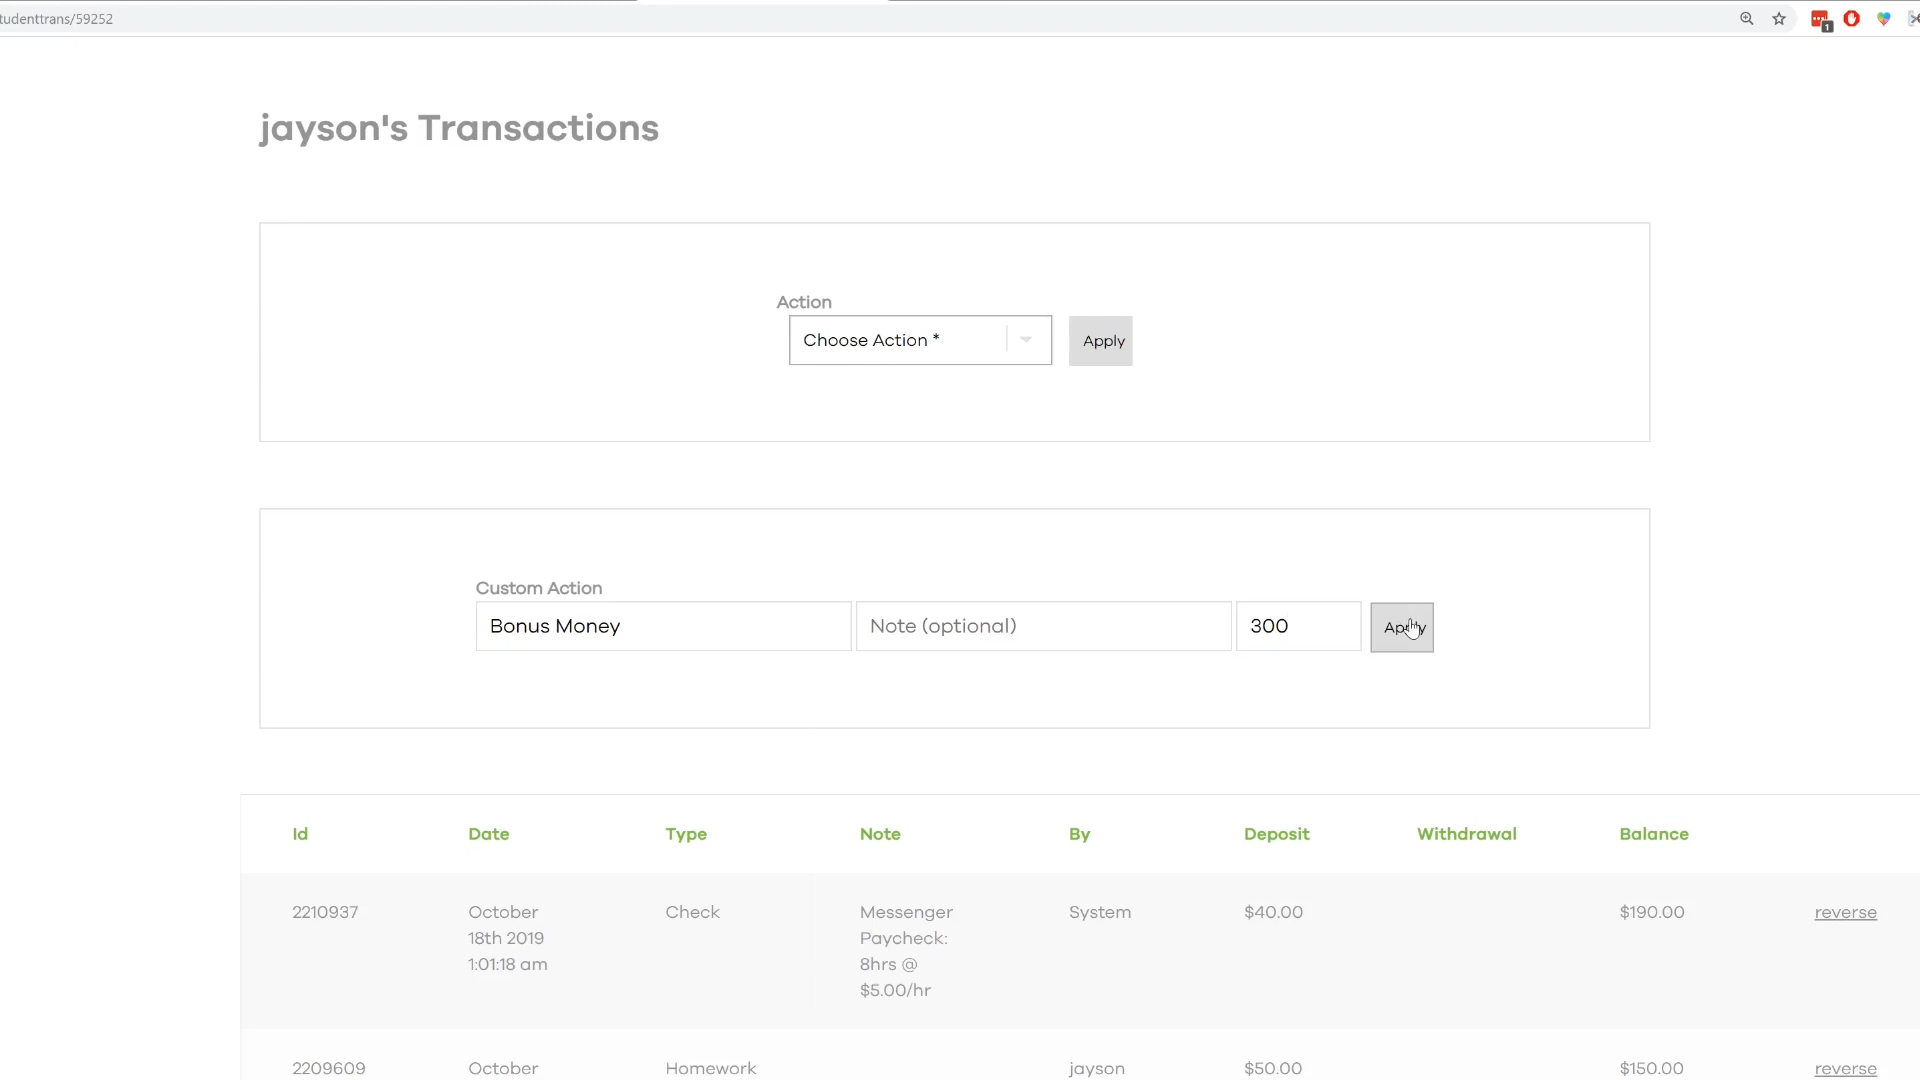 tudenttrans/59252
1
jayson's Transactions
Action
Choose Action *
Apply
Custom Action
Bonus Money
Note (optional)
300
Apply
Id Date Type Note By Deposit Withdrawal Balance
2210937 October Check Messenger System $40.00 $190.00 reverse
18th 2019 Paycheck:
1:01:18 am 8hrs @
$5.00/hr
2209609 October Homework jayson $50.00 $150.00 reverse